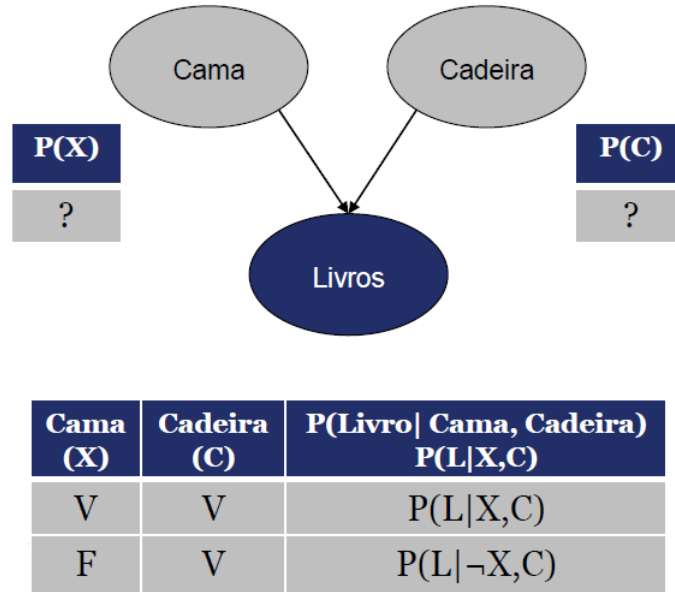 Cama
Cadeira
P(X)
?
P(C)
?
Livros
Cama (X)
Cadeira (C)
P(Livro| Cama, Cadeira)
P(L|X,C)
V
V
P(L|X,C)
F
V
P(L|¬X,C)